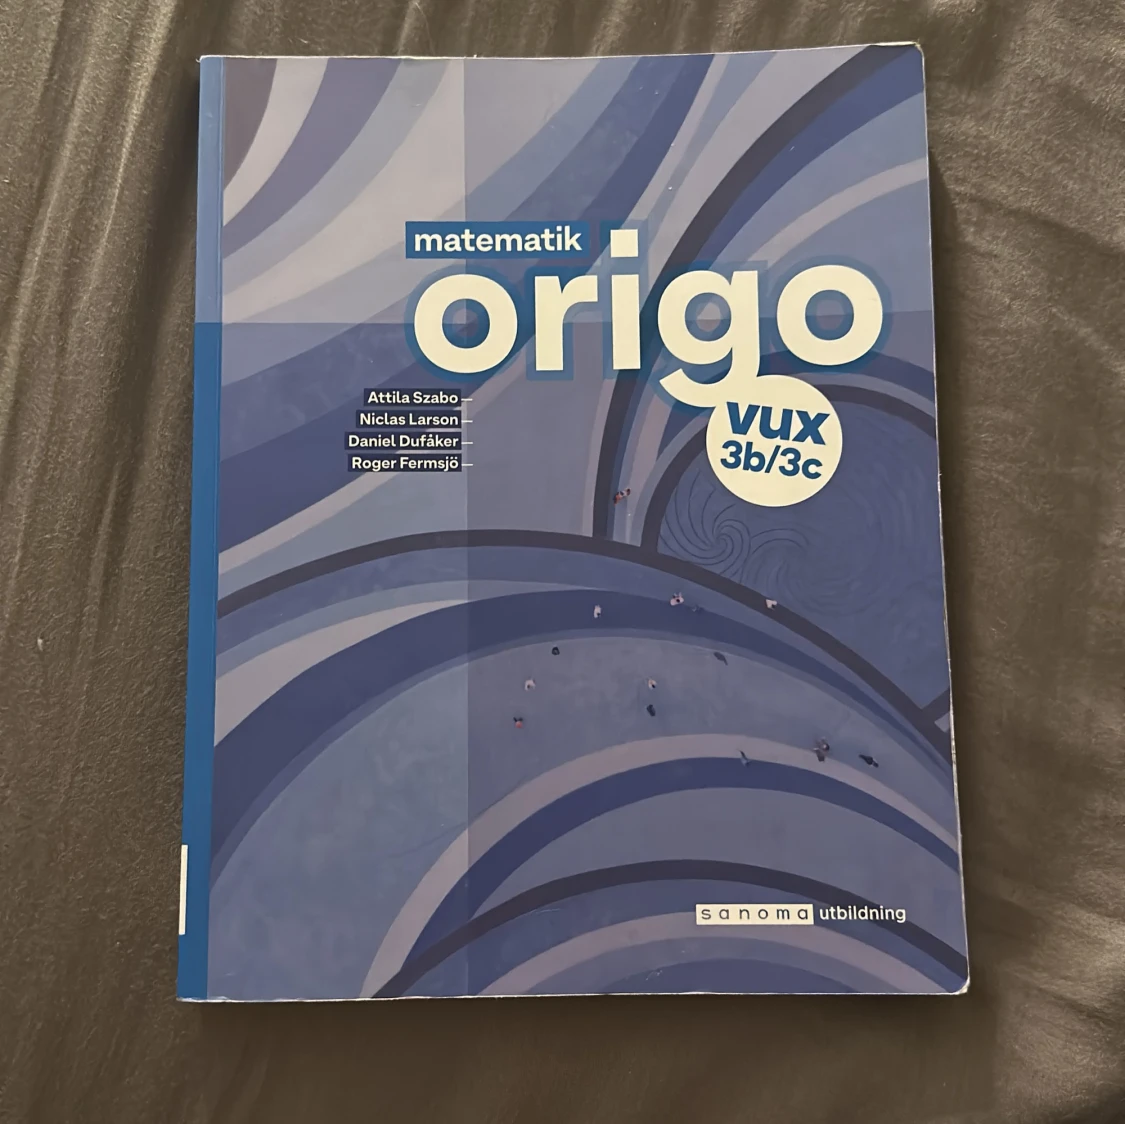 matematik
origo
vux
3b/3c
Attila Szabo
Niclas Larson
Daniel Dufåker
Roger Fermsjö
sanoma utbildning